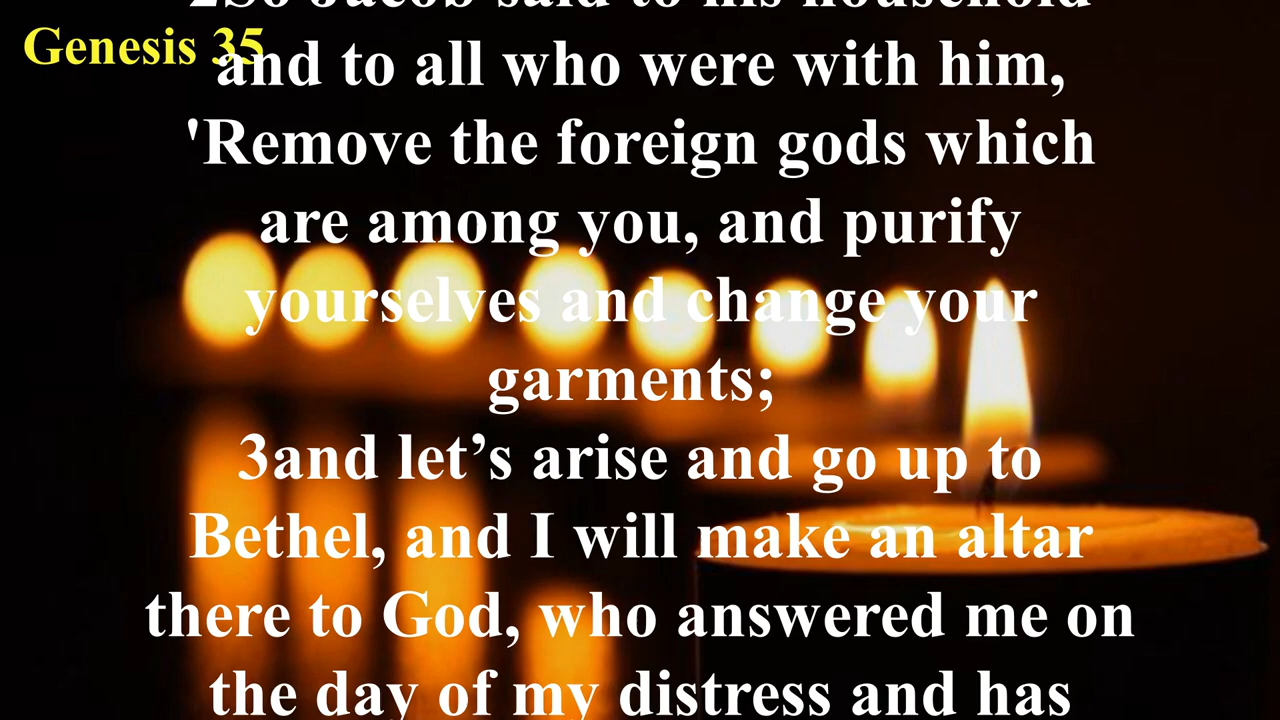 2So Jacob said to his household
Genesis 35
and to all who were with him,
'Remove the foreign gods which
are among you, and purify
yourselves and change your
garments;
3and let’s arise and go up to
Bethel, and I will make an altar
there to God, who answered me on
the day of my distress and has